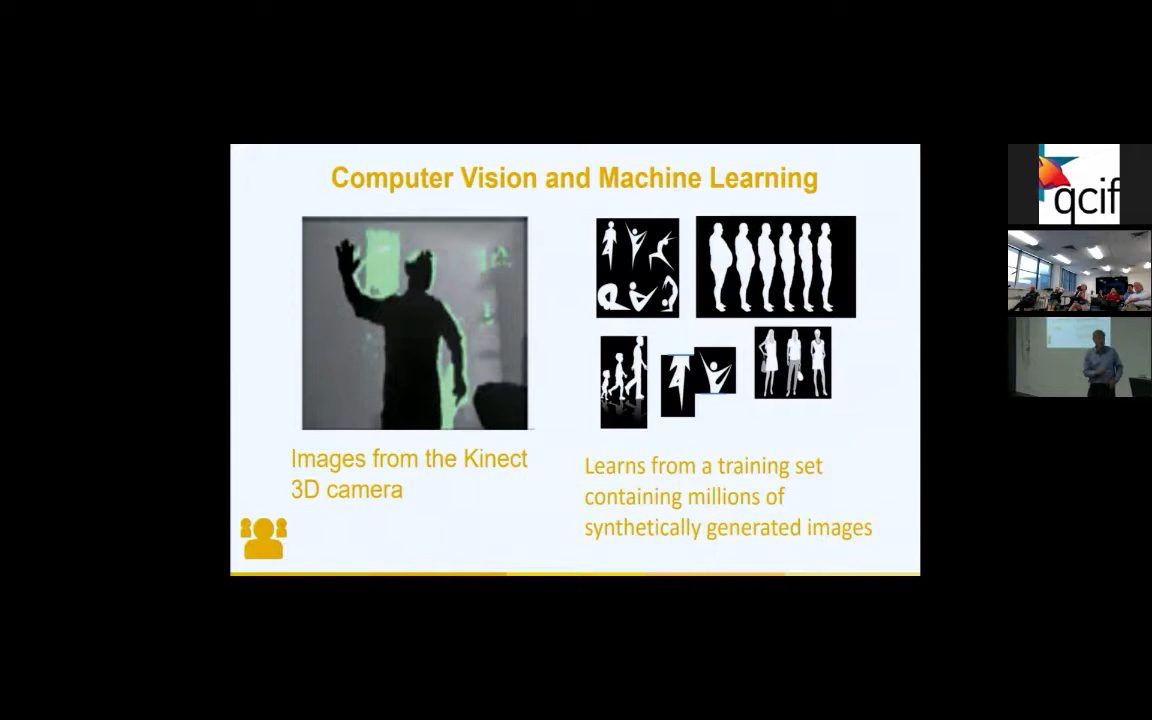 Computer Vision and Machine Learning
qcif
Images from the Kinect
3D camera
Learns from a training set
containing millions of
synthetically generated images